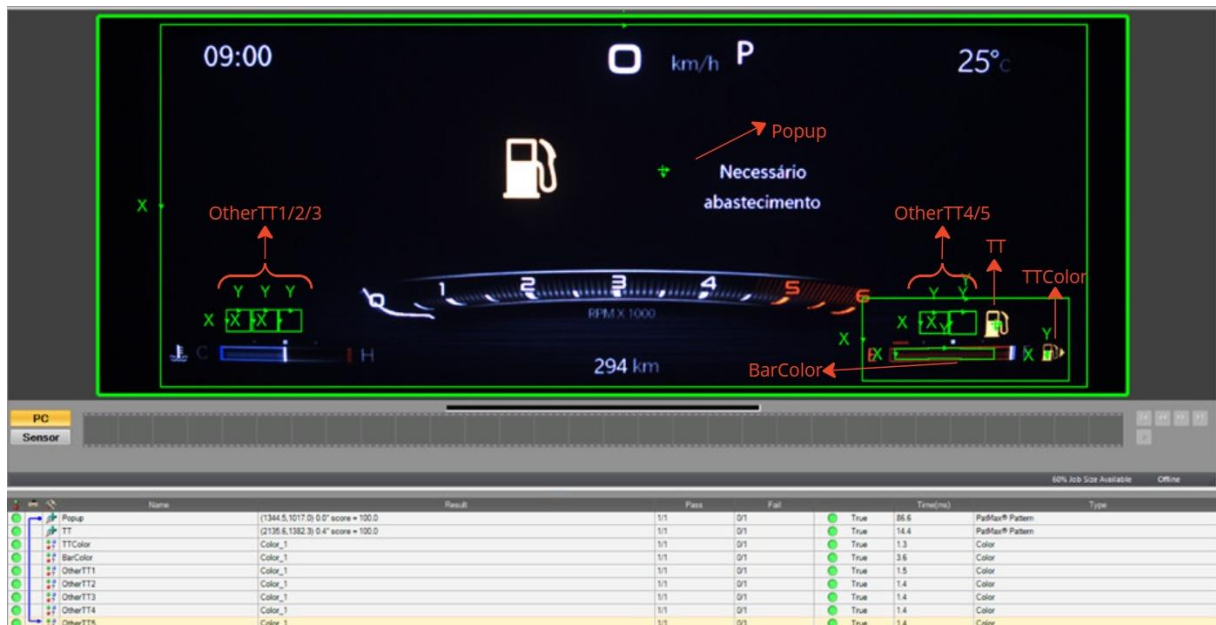 09:00
0 km/h P
25°C
Popup
Necessário
abastecimento
X
OtherTT1/2/3
OtherTT4/5
TT
TTColor
Y Y Y
Y
Y Y
Y
X X X
X X Y
X
0 1 2 3 4 5 6
RPM X 1000
C H
X E X
294 km
BarColor
PC
Sensor
60% Job Size Available Offline
Name Result Pass Fail Time(ms) Type
Popup (1344.5,1017.0) 0.0° score = 100.0 1/1 0/1 True 86.6 PatMax® Pattern
TT (2135.6,1382.3) 0.4° score = 100.0 1/1 0/1 True 14.4 PatMax® Pattern
TTColor Color_1 1/1 0/1 True 1.3 Color
BarColor Color_1 1/1 0/1 True 3.6 Color
OtherTT1 Color_1 1/1 0/1 True 1.5 Color
OtherTT2 Color_1 1/1 0/1 True 1.4 Color
OtherTT3 Color_1 1/1 0/1 True 1.4 Color
OtherTT4 Color_1 1/1 0/1 True 1.4 Color
OtherTT5 Color_1 1/1 0/1 True 1.4 Color